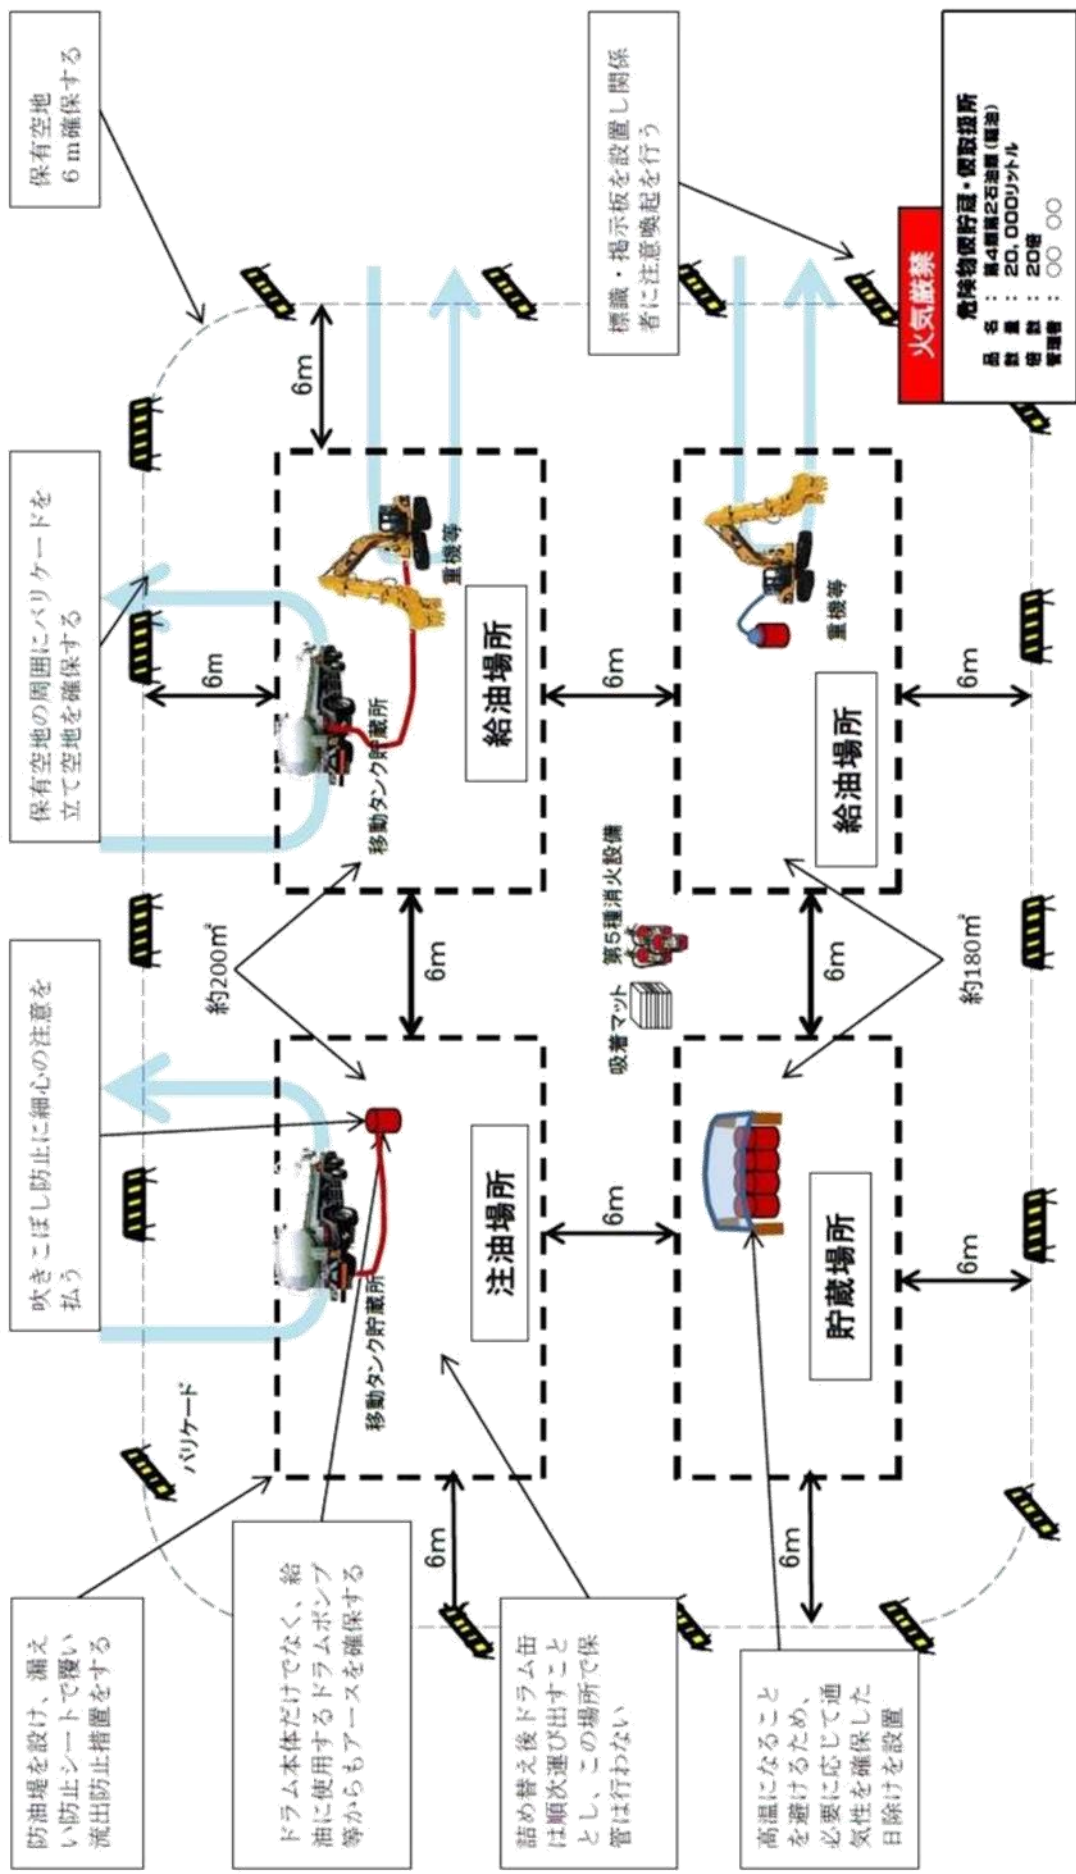 防油堤を設け、漏え
い防止シートで覆い
流出防止措置をする
吹きこぼし防止に細心の注意を
払う
保有空地の周囲にバリケードを
立て空地を確保する
保有空地
6m確保する
バリケード
約200㎡
6m
6m
ドラム本体だけでなく、給
油に使用するドラムポンプ
等からもアースを確保する
移動タンク貯蔵所
注油場所
移動タンク貯蔵所
重機等
給油場所
6m
6m
6m
6m
詰め替え後ドラム缶
は順次運び出すこと
とし、この場所で保
管は行わない
吸着マット
第5種消火設備
標識・掲示板を設置し関係
者に注意喚起を行う
高温になること
を避けるため、
必要に応じて通
気性を確保した
日除けを設置
6m
貯蔵場所
6m
重機等
給油場所
約180㎡
6m
6m
火気厳禁
危険物仮貯蔵・仮取扱所
品名:第4類第2石油類(軽油)
数量:20,000リットル
倍数:20倍
管理者:○○ ○○